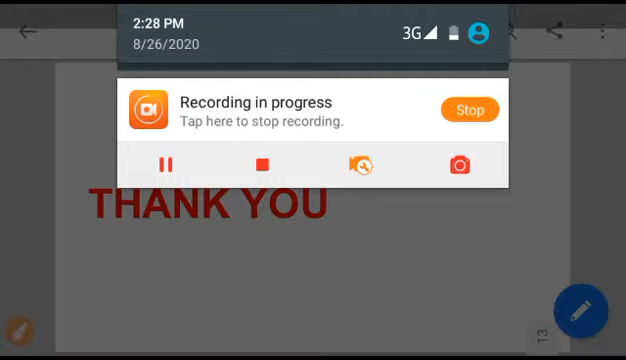 2:28 PM
8/26/2020
3G
Recording in progress
Tap here to stop recording.
Stop
THANK YOU
13